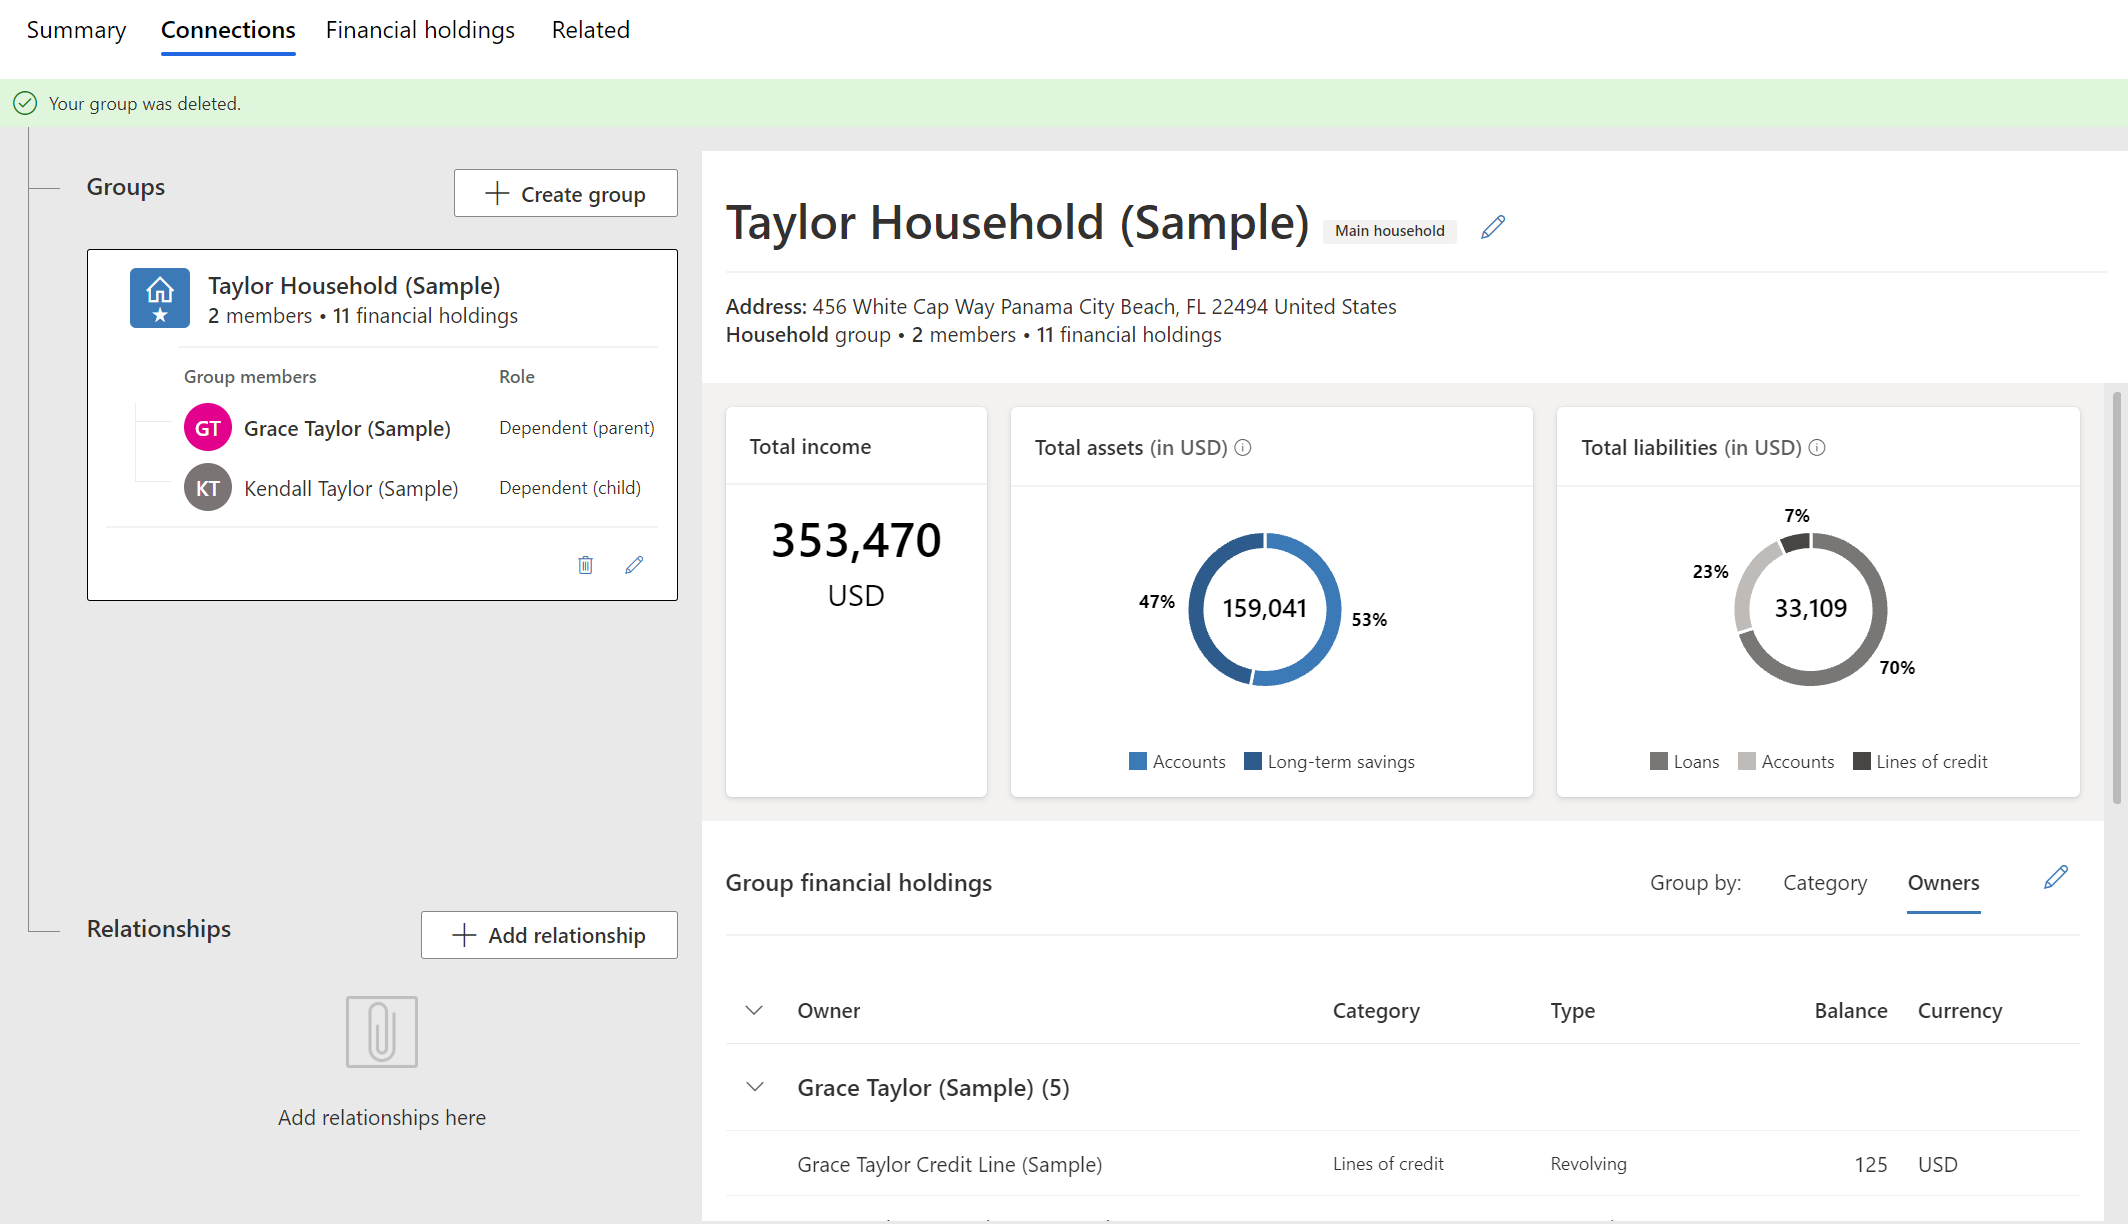 Summary Connections Financial holdings Related
Your group was deleted.
Groups
Create group
Taylor Household (Sample)
2 members • 11 financial holdings
Group members Role
GT Grace Taylor (Sample) Dependent (parent)
KT Kendall Taylor (Sample) Dependent (child)
Relationships
Add relationship
Add relationships here
Taylor Household (Sample) Main household
Address: 456 White Cap Way Panama City Beach, FL 22494 United States
Household group • 2 members • 11 financial holdings
Total income
353,470
USD
Total assets (in USD)
47%
159,041
53%
Accounts Long-term savings
Total liabilities (in USD)
7%
23%
33,109
70%
Loans Accounts Lines of credit
Group financial holdings Group by: Category Owners
Owner Category Type Balance Currency
Grace Taylor (Sample) (5)
Grace Taylor Credit Line (Sample) Lines of credit Revolving 125 USD